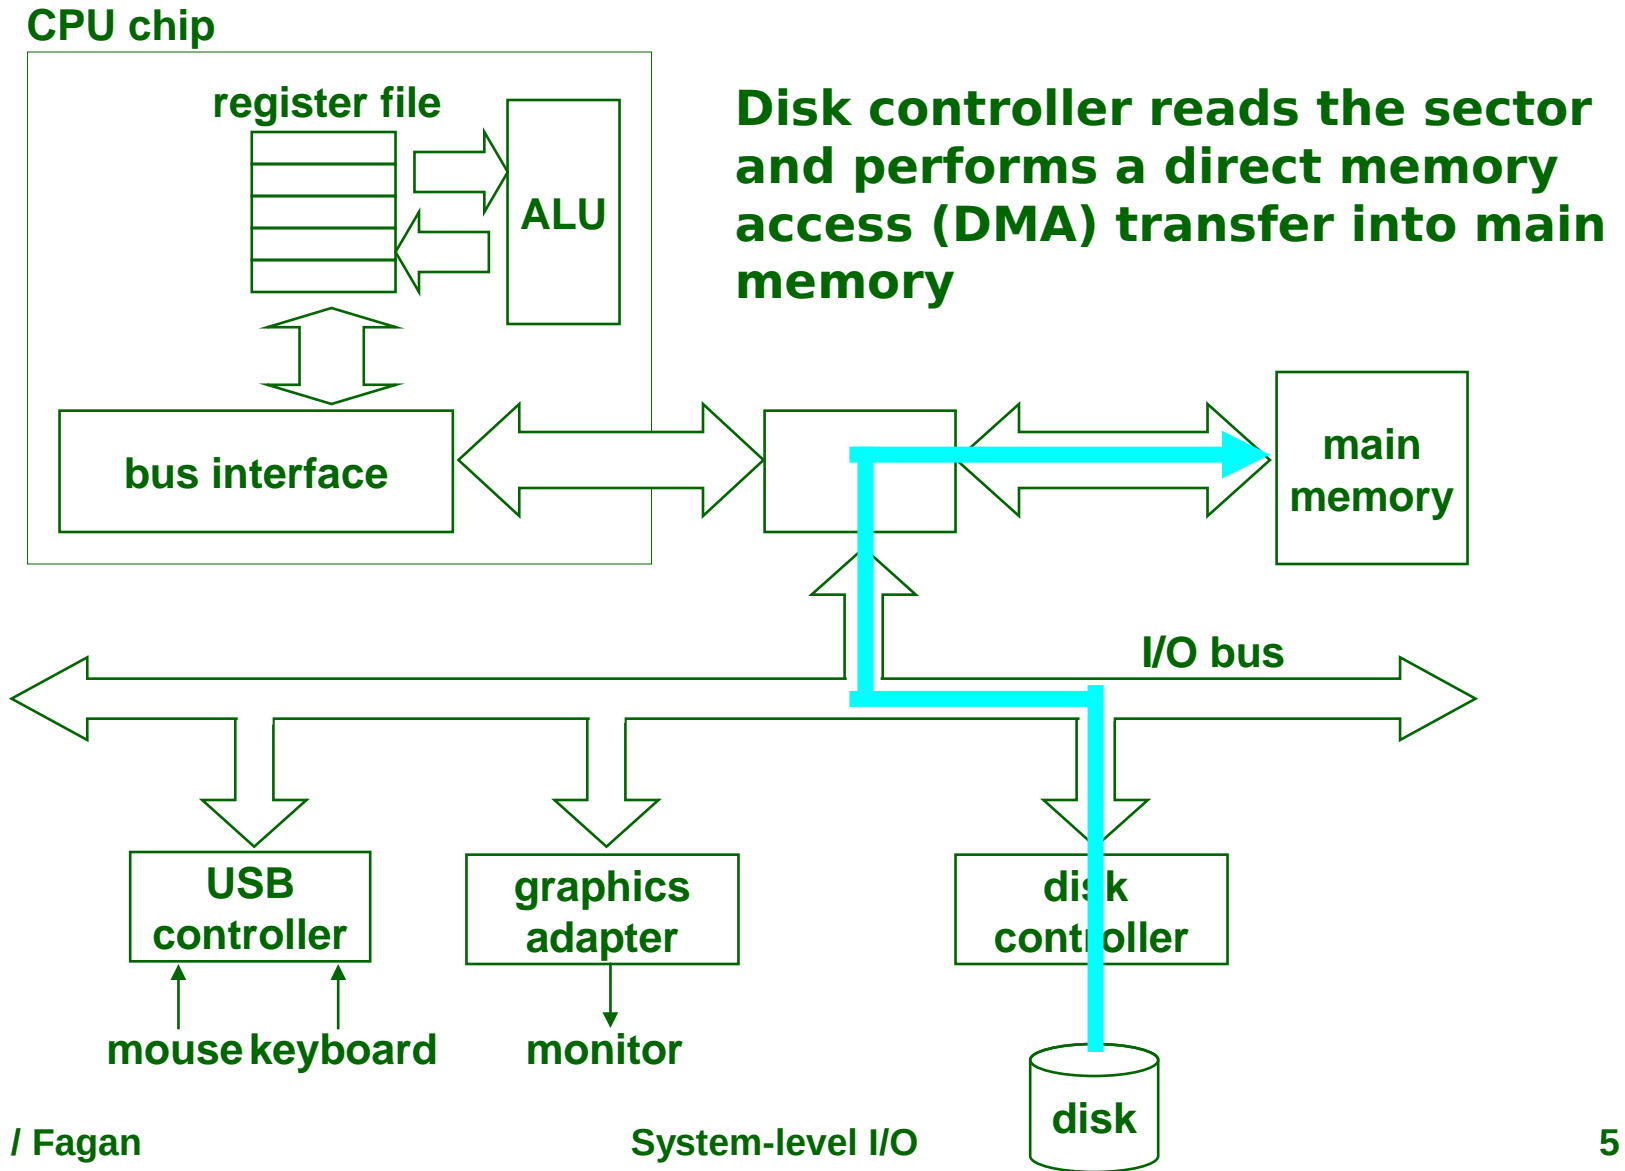 CPU chip
register file
ALU
Disk controller reads the sector
and performs a direct memory
access (DMA) transfer into main
memory
bus interface
main
memory
I/O bus
USB
controller
graphics
adapter
disk
controller
mouse keyboard
monitor
disk
/ Fagan
System-level I/O
5